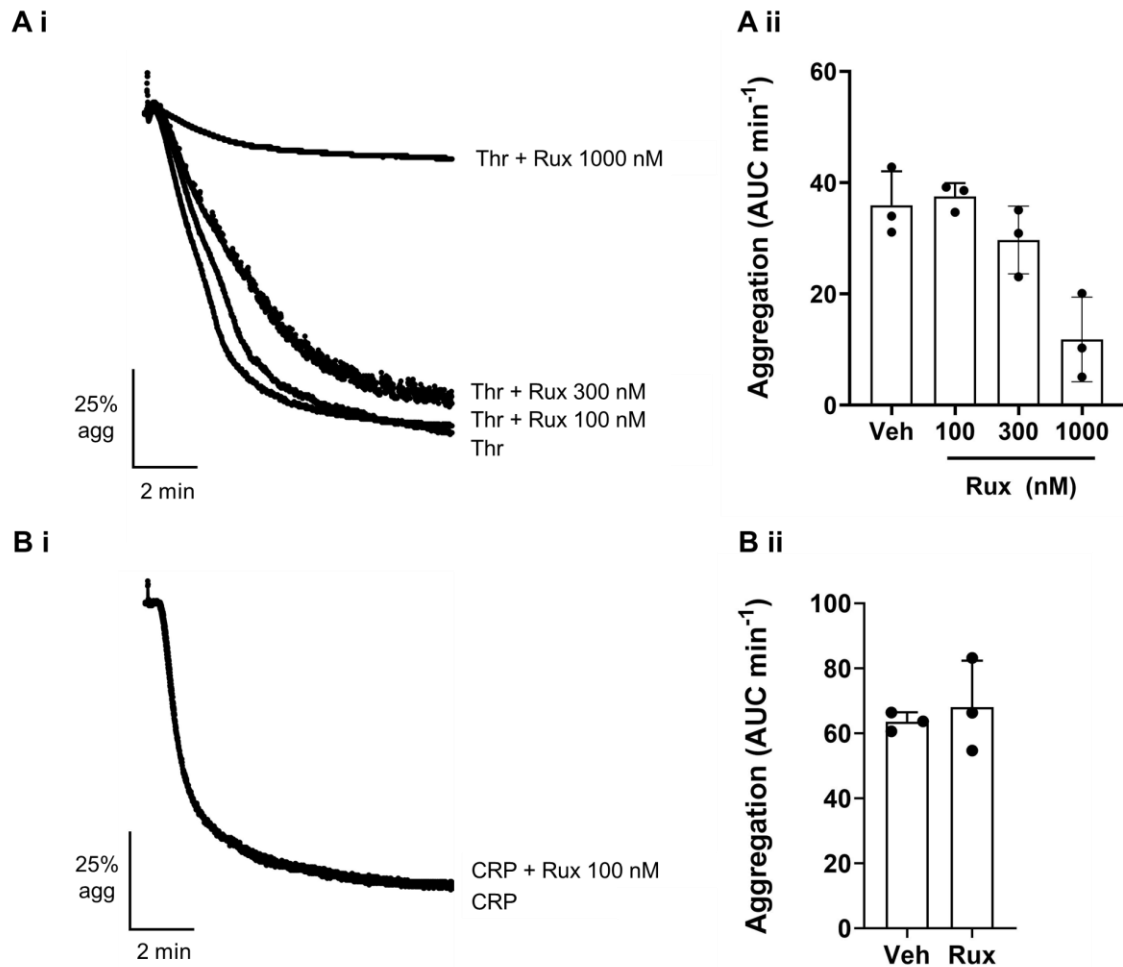 A i
Thr + Rux 1000 nM
Thr + Rux 300 nM
Thr + Rux 100 nM
Thr
25%
agg
2 min
A ii
Aggregation (AUC min-1)
60
40
20
0
Veh 100 300 1000
Rux (nM)
B i
CRP + Rux 100 nM
CRP
25%
agg
2 min
B ii
Aggregation (AUC min-1)
100
80
60
40
20
0
Veh Rux